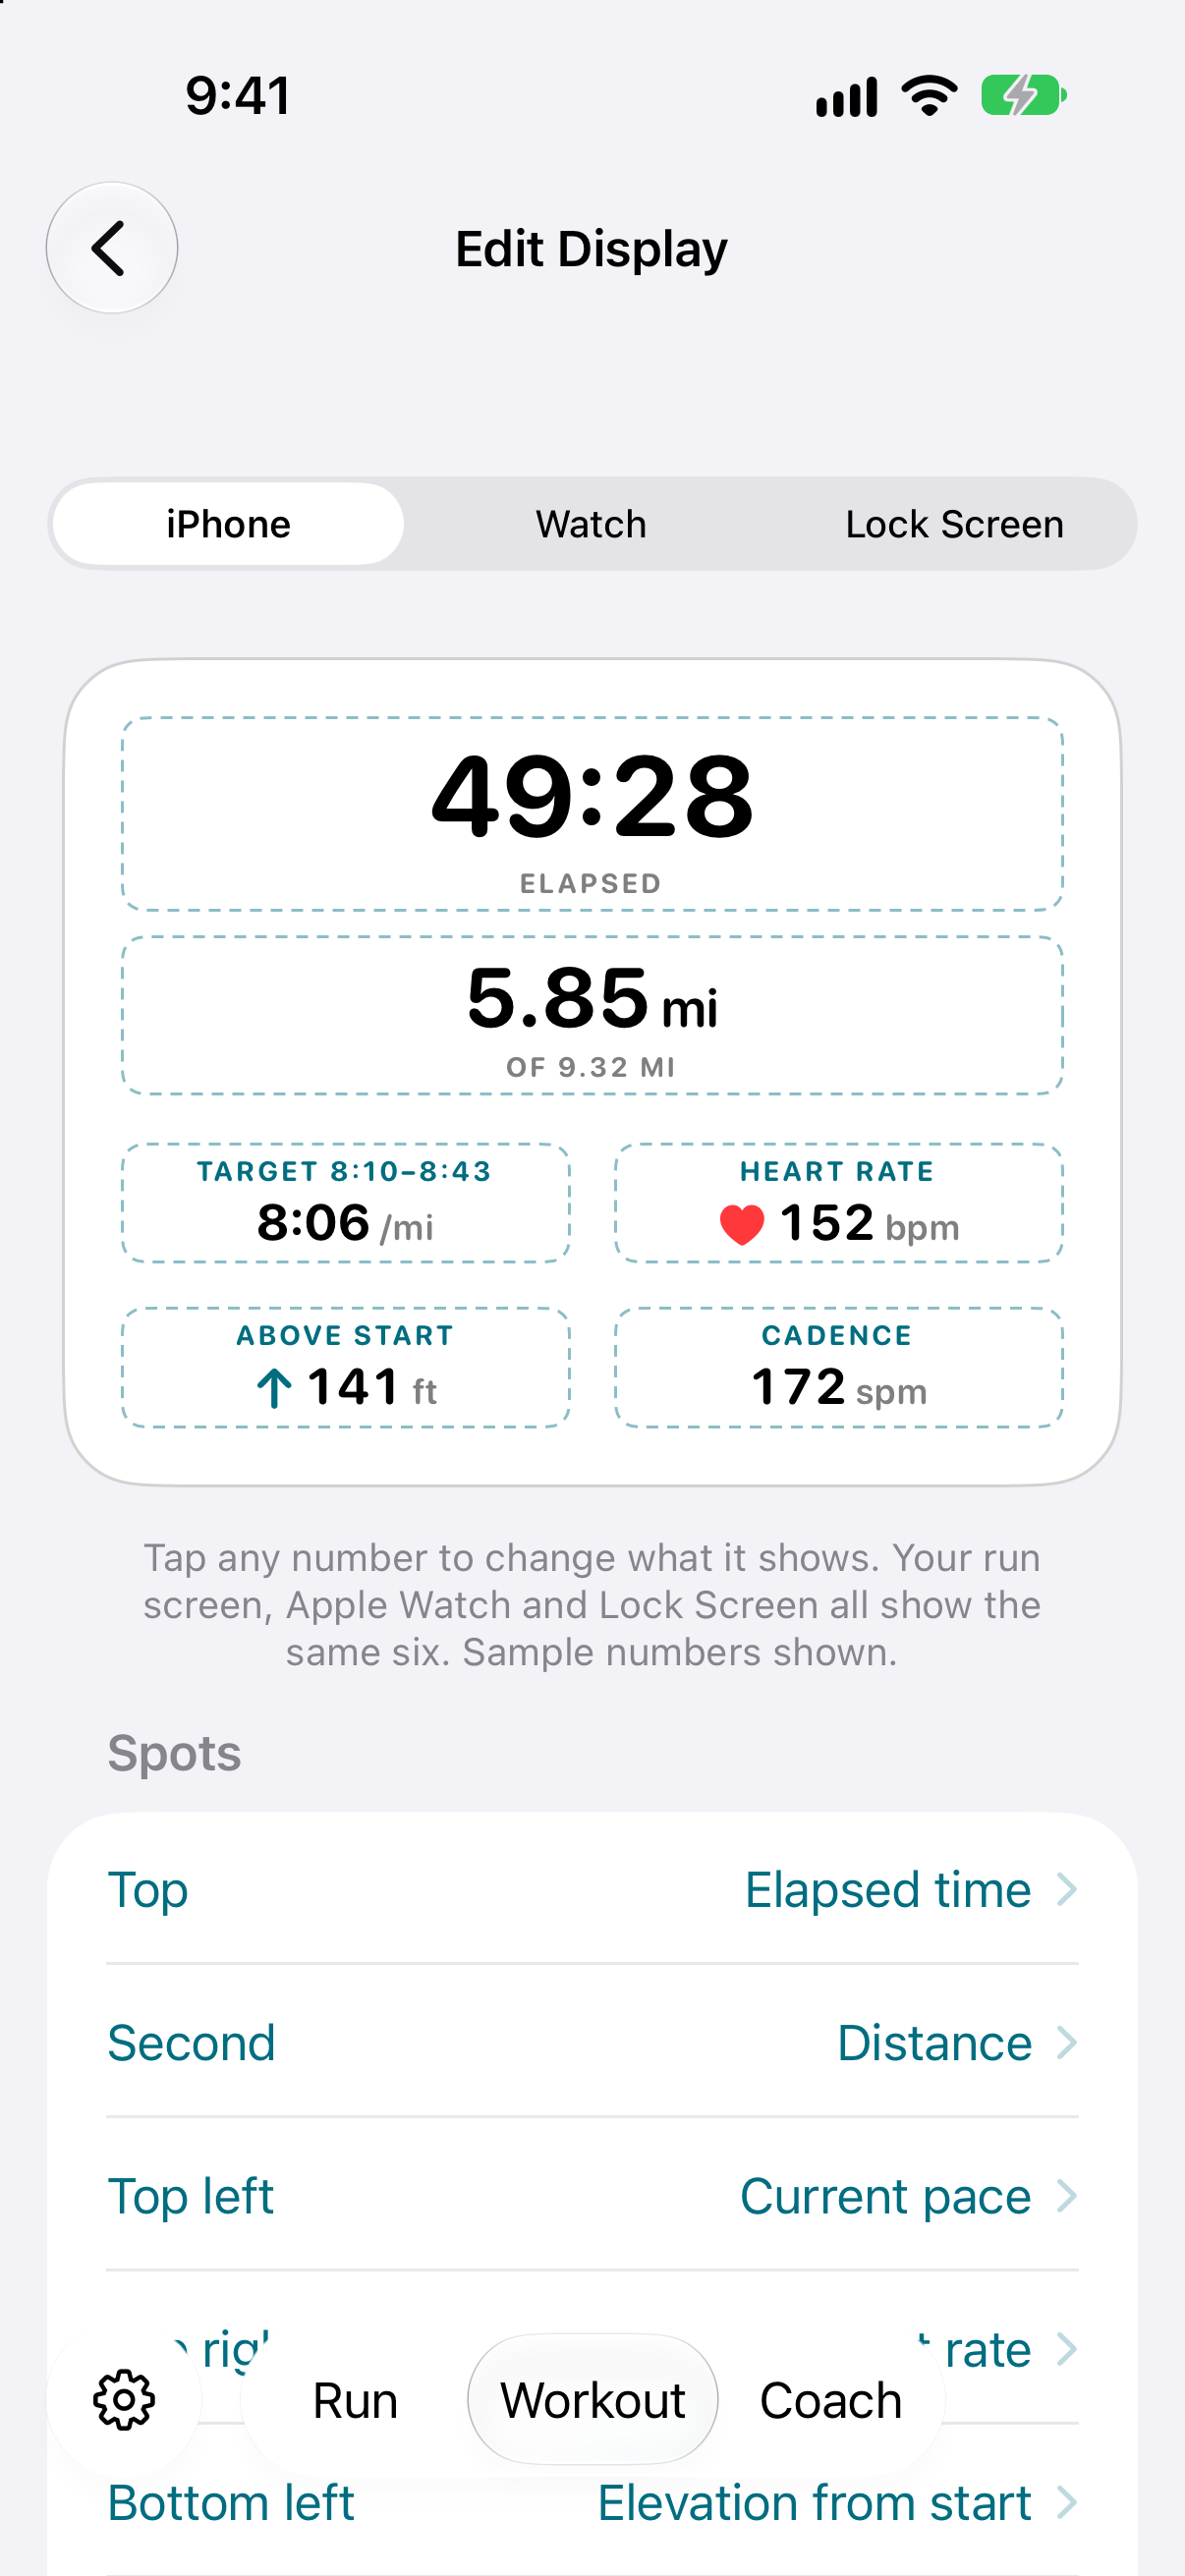 9:41
Edit Display
iPhone Watch Lock Screen
49:28
ELAPSED
5.85 mi
OF 9.32 MI
TARGET 8:10–8:43
8:06 /mi
HEART RATE
152 bpm
ABOVE START
141 ft
CADENCE
172 spm
Tap any number to change what it shows. Your run
screen, Apple Watch and Lock Screen all show the
same six. Sample numbers shown.
Spots
Top Elapsed time
Second Distance
Top left Current pace
rate
Run Workout Coach
Bottom left Elevation from start